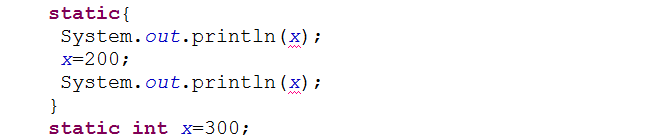 static{
System.out.println(x);
x=200;
System.out.println(x);
}
static int x=300;